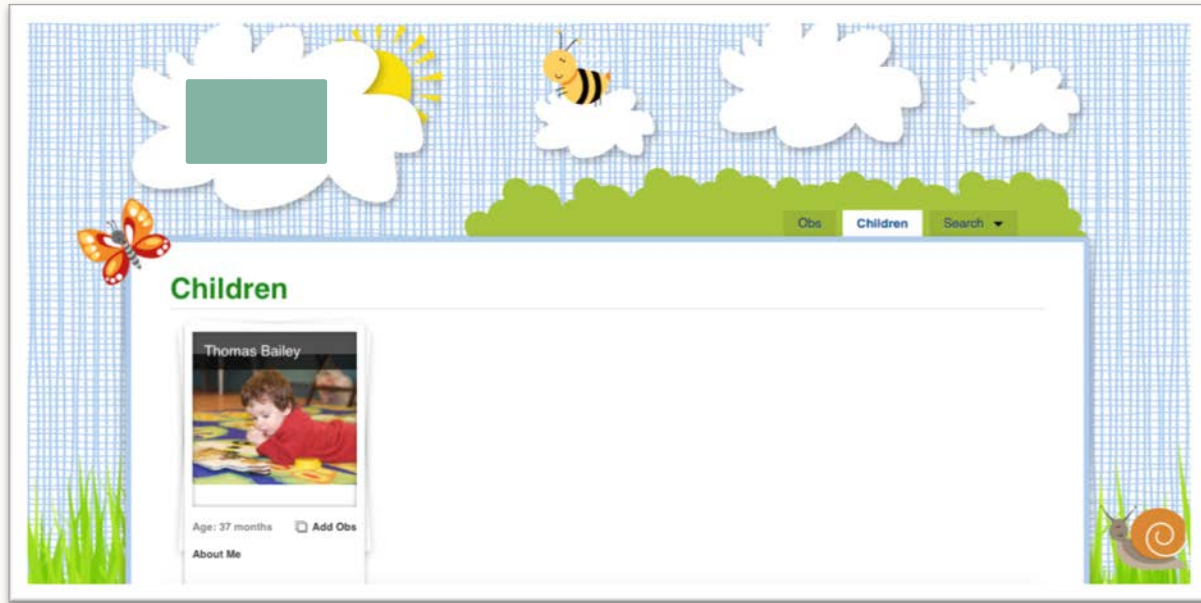 Obs Children Search
Children
Thomas Bailey
Age: 37 months Add Obs
About Me